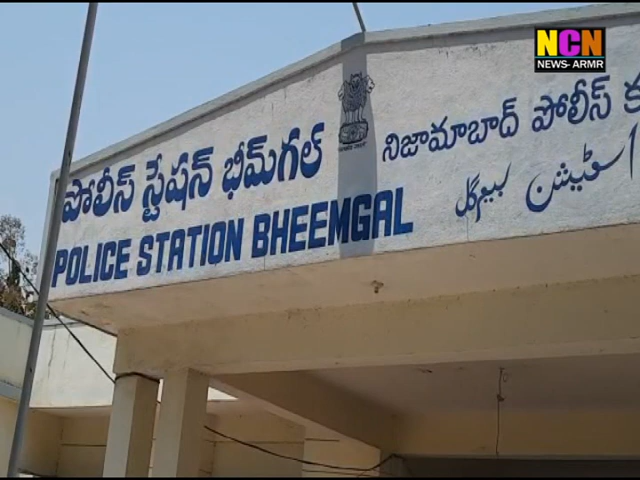 NCN
NEWS-ARMR
పోలీస్ స్టేషన్ భీమ్‌గల్
నిజామాబాద్ పోలీస్ క
POLICE STATION BHEEMGAL
اسٹیشن بھیمگل